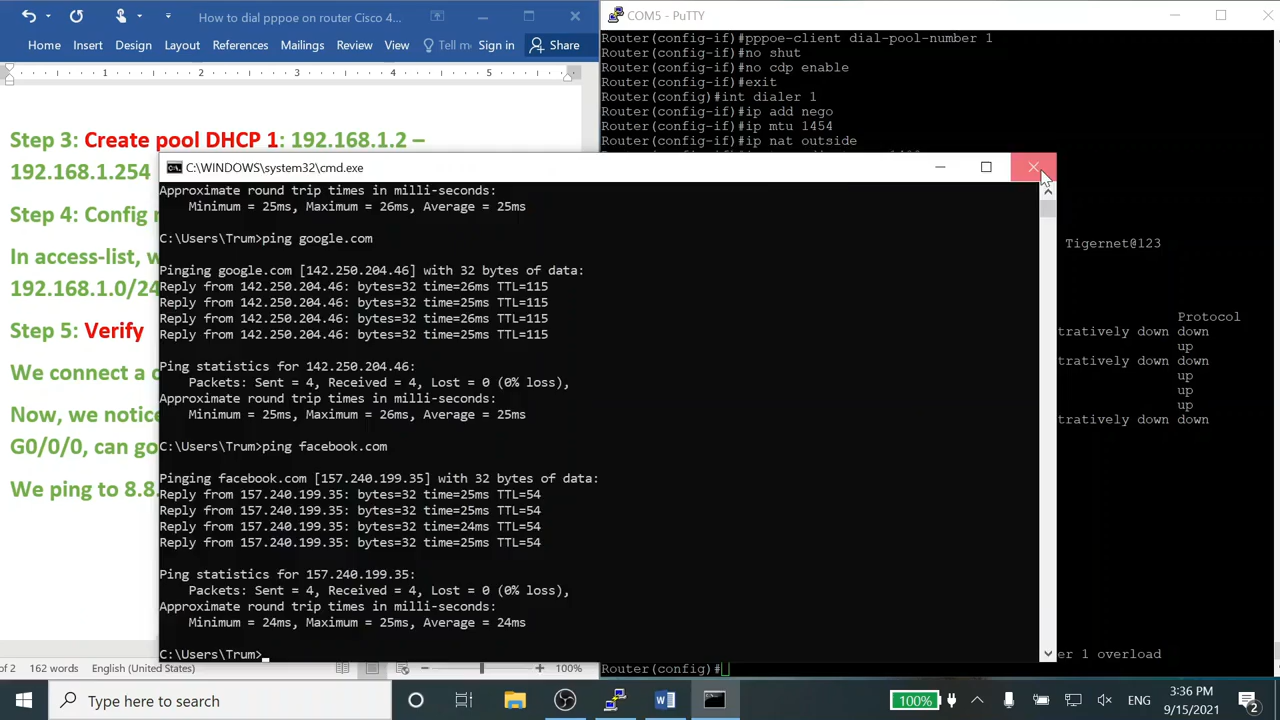 How to dial pppoe on router Cisco 4...
Home Insert Design Layout References Mailings Review View Tell m Sign in Share
1 2 3 4 5
Step 3: Create pool DHCP 1: 192.168.1.2 –
192.168.1.254
Step 4: Config
In access-list, w
192.168.1.0/24
Step 5: Verify
We connect a
Now, we notice
G0/0/0, can go
We ping to 8.8.
of 2 162 words English (United States) 100%
COM5 - PuTTY
Router(config-if)#pppoe-client dial-pool-number 1
Router(config-if)#no shut
Router(config-if)#no cdp enable
Router(config-if)#exit
Router(config)#int dialer 1
Router(config-if)#ip add nego
Router(config-if)#ip mtu 1454
Router(config-if)#ip nat outside
Tigernet@123
Protocol
tratively down down
up
tratively down down
up
up
up
tratively down down
er 1 overload
Router(config)#
C:\WINDOWS\system32\cmd.exe
Approximate round trip times in milli-seconds:
Minimum = 25ms, Maximum = 26ms, Average = 25ms
C:\Users\Trum>ping google.com
Pinging google.com [142.250.204.46] with 32 bytes of data:
Reply from 142.250.204.46: bytes=32 time=26ms TTL=115
Reply from 142.250.204.46: bytes=32 time=25ms TTL=115
Reply from 142.250.204.46: bytes=32 time=26ms TTL=115
Reply from 142.250.204.46: bytes=32 time=25ms TTL=115
Ping statistics for 142.250.204.46:
Packets: Sent = 4, Received = 4, Lost = 0 (0% loss),
Approximate round trip times in milli-seconds:
Minimum = 25ms, Maximum = 26ms, Average = 25ms
C:\Users\Trum>ping facebook.com
Pinging facebook.com [157.240.199.35] with 32 bytes of data:
Reply from 157.240.199.35: bytes=32 time=25ms TTL=54
Reply from 157.240.199.35: bytes=32 time=25ms TTL=54
Reply from 157.240.199.35: bytes=32 time=24ms TTL=54
Reply from 157.240.199.35: bytes=32 time=25ms TTL=54
Ping statistics for 157.240.199.35:
Packets: Sent = 4, Received = 4, Lost = 0 (0% loss),
Approximate round trip times in milli-seconds:
Minimum = 24ms, Maximum = 25ms, Average = 24ms
C:\Users\Trum>
Type here to search
100% ENG
3:36 PM
9/15/2021
2